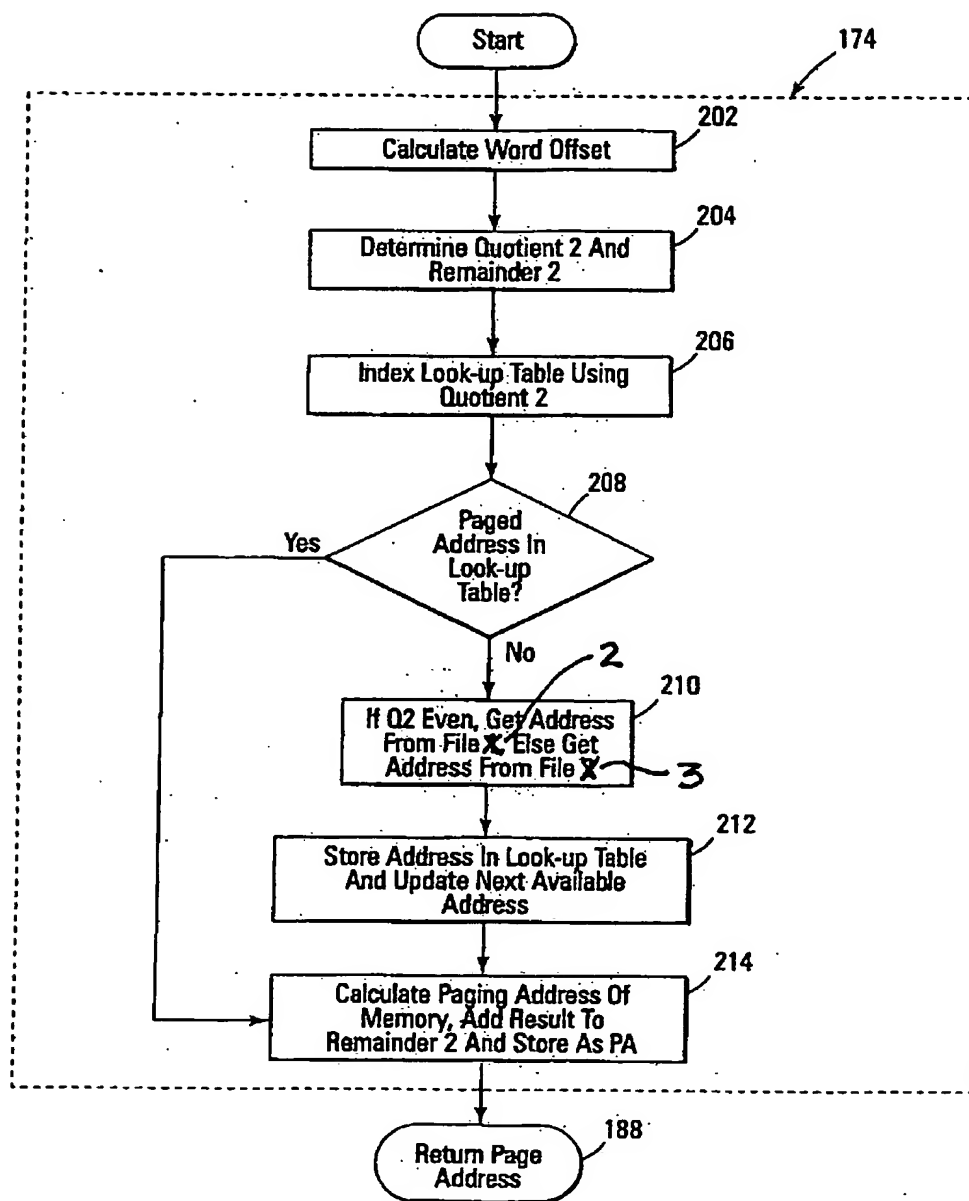 Start
174
202
Calculate Word Offset
204
Determine Quotient 2 And
Remainder 2
206
Index Look-up Table Using
Quotient 2
208
Paged
Address In
Look-up
Table?
Yes
No
2
210
If Q2 Even, Get Address
From File , Else Get
Address From File
3
212
Store Address In Look-up Table
And Update Next Available
Address
214
Calculate Paging Address Of
Memory, Add Result To
Remainder 2 And Store As PA
188
Return Page
Address